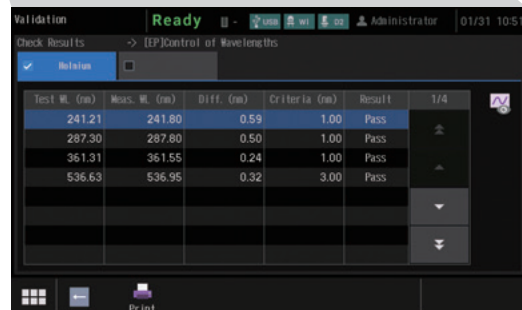 Validation Ready - USB WI D2 Administrator 01/31 10:51
Check Results -> [EP]Control of Wavelengths
Holmium
Test WL (nm) Meas. WL (nm) Diff. (nm) Criteria (nm) Result 1/4
241.21 241.80 0.59 1.00 Pass
287.30 287.80 0.50 1.00 Pass
361.31 361.55 0.24 1.00 Pass
536.63 536.95 0.32 3.00 Pass
Print